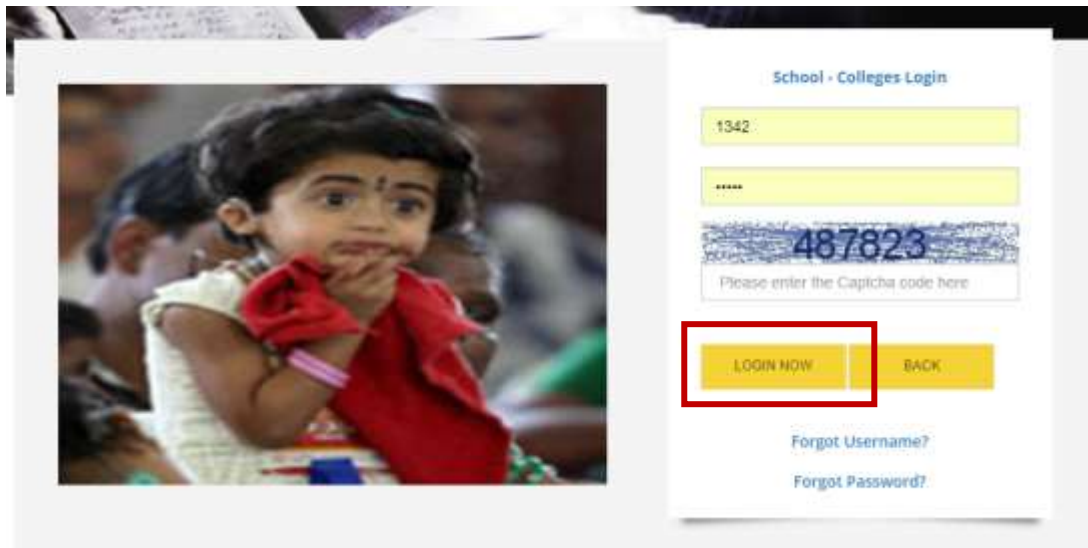 School - Colleges Login
1342
•••••
487823
Please enter the Captcha code here
LOGIN NOW
BACK
Forgot Username?
Forgot Password?